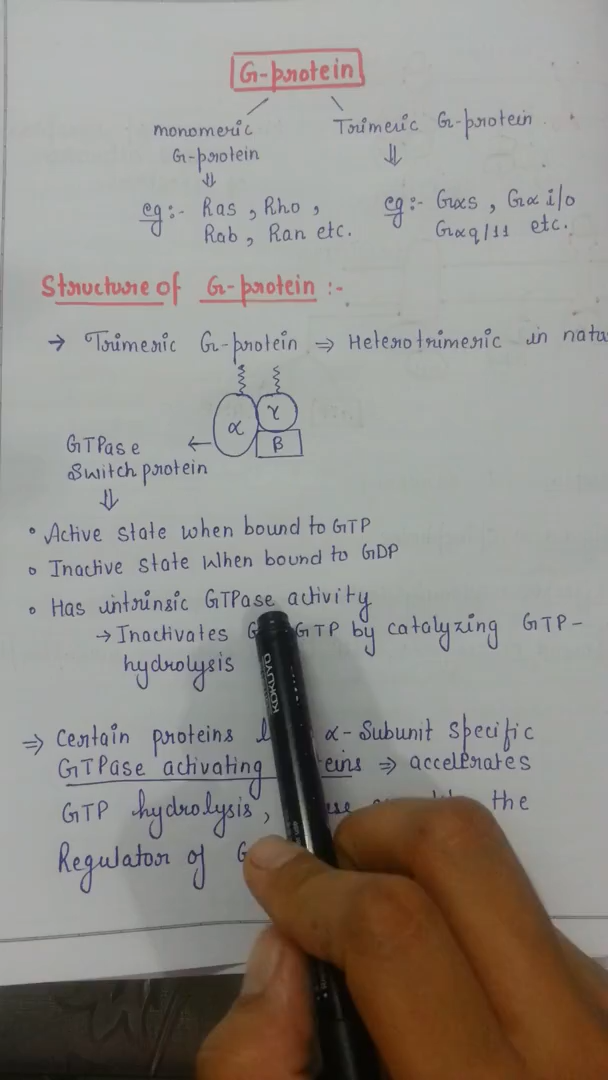 G-protein
monomeric
G-protein
⇓
eg:- Ras, Rho,
Rab, Ran etc.
Trimeric G-protein
⇓
eg:- Gαs, Gα i/o
Gαq/11 etc.
Structure of G-protein :-
→ Trimeric G-protein ⇒ Heterotrimeric in natu
α
γ
β
GTPase ←
Switch protein
⇓
• Active state when bound to GTP
• Inactive state when bound to GDP
• Has intrinsic GTPase activity
→ Inactivates GTP by catalyzing GTP-
hydrolysis
⇒ Certain proteins α-Subunit specific
GTPase activating ⇒ accelerates
GTP hydrolysis, the
Regulator of
KOKUYO